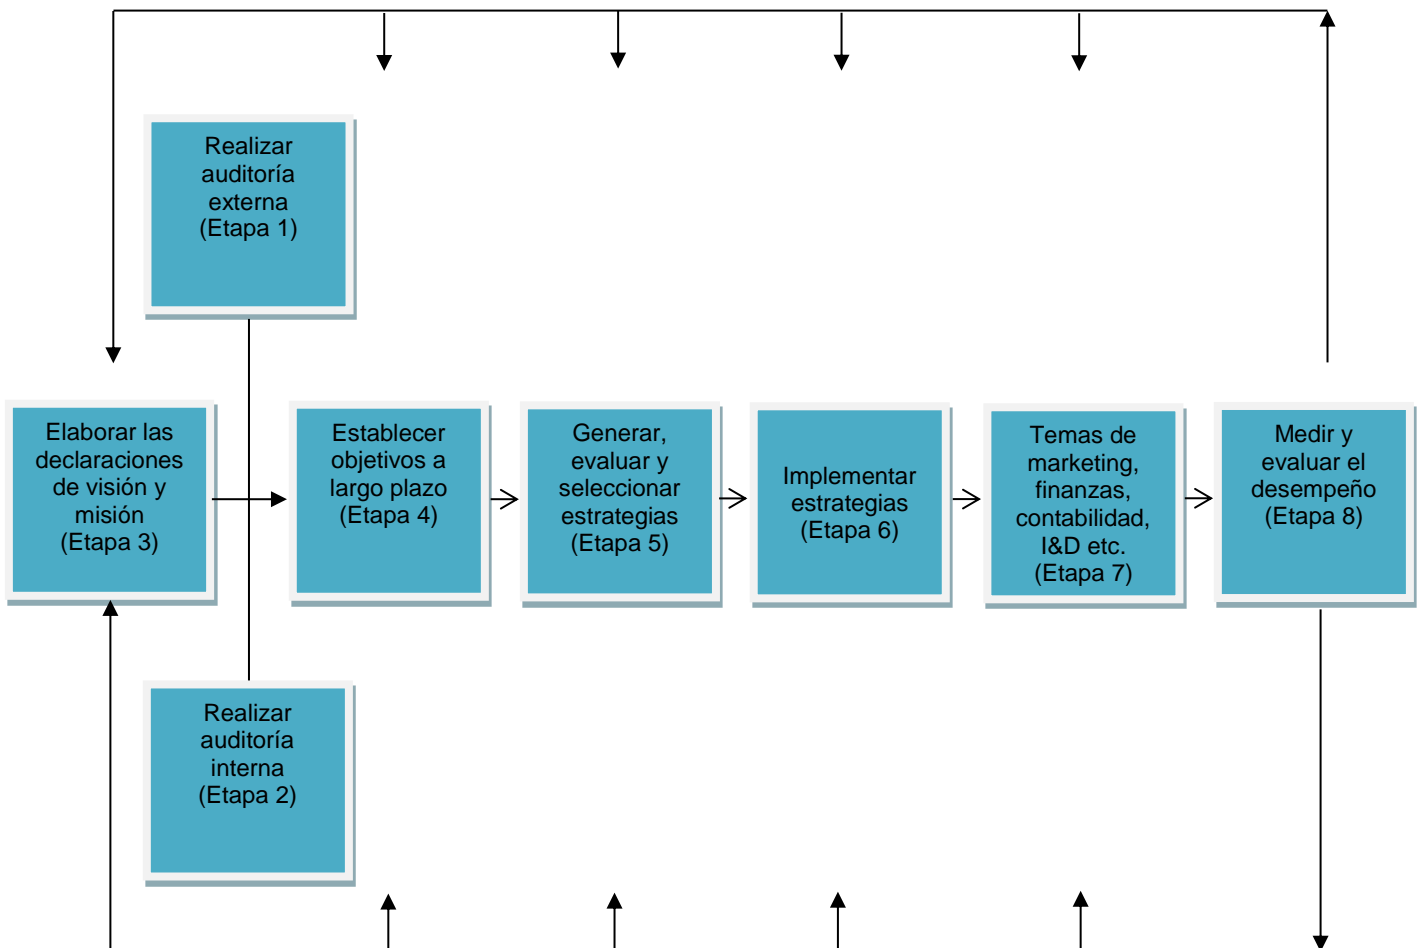 Realizar
auditoría
externa
(Etapa 1)
Elaborar las
declaraciones
de visión y
misión
(Etapa 3)
Establecer
objetivos a
largo plazo
(Etapa 4)
Generar,
evaluar y
seleccionar
estrategias
(Etapa 5)
Implementar
estrategias
(Etapa 6)
Temas de
marketing,
finanzas,
contabilidad,
I&D etc.
(Etapa 7)
Medir y
evaluar el
desempeño
(Etapa 8)
Realizar
auditoría
interna
(Etapa 2)